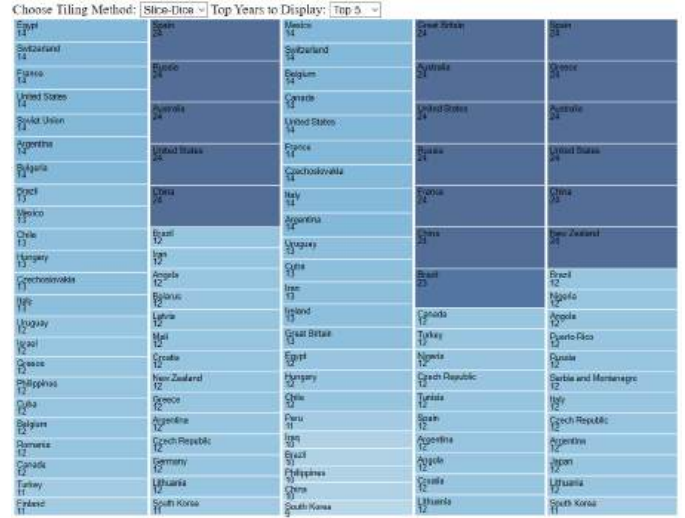 Choose Tiling Method: Slice-Dice Top Years to Display: Top 5
Egypt
14
Switzerland
14
France
14
United States
14
Soviet Union
14
Argentina
14
Bulgaria
14
Brazil
13
Mexico
13
Chile
13
Hungary
13
Czechoslovakia
13
Italy
13
Uruguay
12
Israel
12
Greece
12
Philippines
12
Cuba
12
Belgium
12
Romania
12
Canada
12
Turkey
11
Finland
11
Spain
24
Russia
24
Australia
24
United States
24
China
24
Brazil
12
Iran
12
Angola
12
Belarus
12
Latvia
12
Mali
12
Croatia
12
New Zealand
12
Greece
12
Argentina
12
Czech Republic
12
Germany
12
Lithuania
12
South Korea
12
Mexico
14
Switzerland
14
Belgium
14
Canada
14
United States
14
France
14
Czechoslovakia
14
Italy
14
Argentina
14
Uruguay
13
Cuba
13
Iran
13
Ireland
13
Great Britain
13
Egypt
12
Hungary
12
Chile
12
Peru
11
Iraq
10
Brazil
10
Philippines
10
China
10
South Korea
9
Great Britain
24
Australia
24
United States
24
Russia
24
France
24
China
24
Brazil
23
Canada
12
Turkey
12
Nigeria
12
Czech Republic
12
Tunisia
12
Spain
12
Argentina
12
Angola
12
Croatia
12
Lithuania
12
Spain
24
Greece
24
Australia
24
United States
24
China
24
New Zealand
24
Brazil
12
Nigeria
12
Angola
12
Puerto Rico
12
Russia
12
Serbia and Montenegro
12
Italy
12
Czech Republic
12
Argentina
12
Japan
12
Lithuania
12
South Korea
12